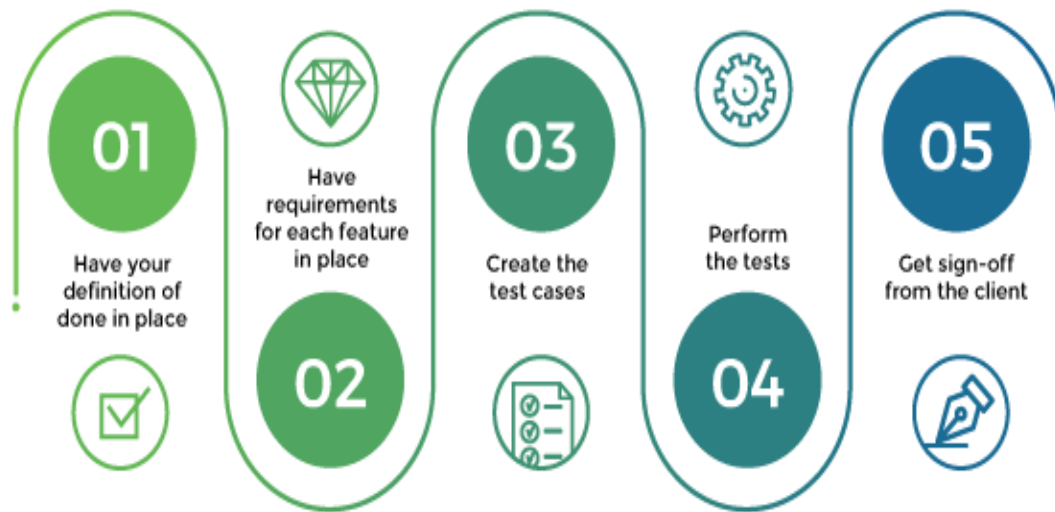 01
Have your
definition of
done in place
Have
requirements
for each feature
in place
02
03
Create the
test cases
Perform
the tests
04
05
Get sign-off
from the client